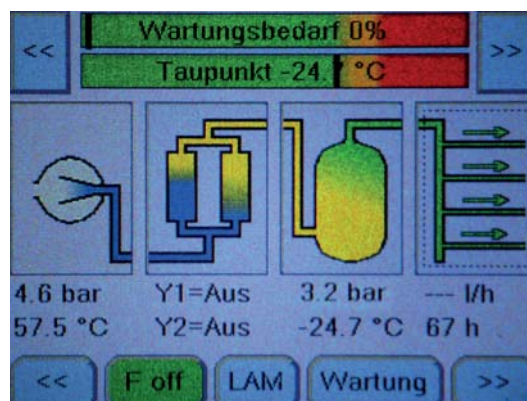 << Wartungsbedarf 0% >>
Taupunkt -24.7 °C
4.6 bar Y1=Aus 3.2 bar --- l/h
57.5 °C Y2=Aus -24.7 °C 67 h
<< F off LAM Wartung >>